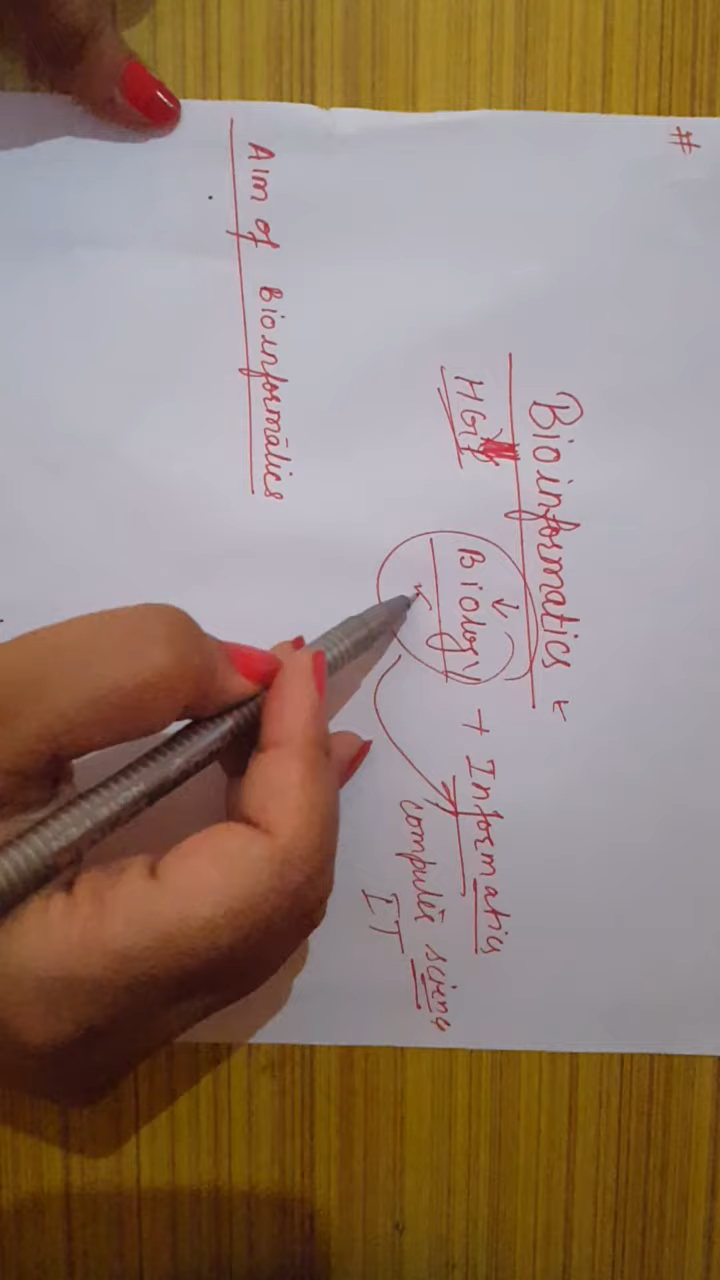 #
Bioinformatics
HGP
Biology + Informatics
computer science
IT
Aim of Bioinformatics